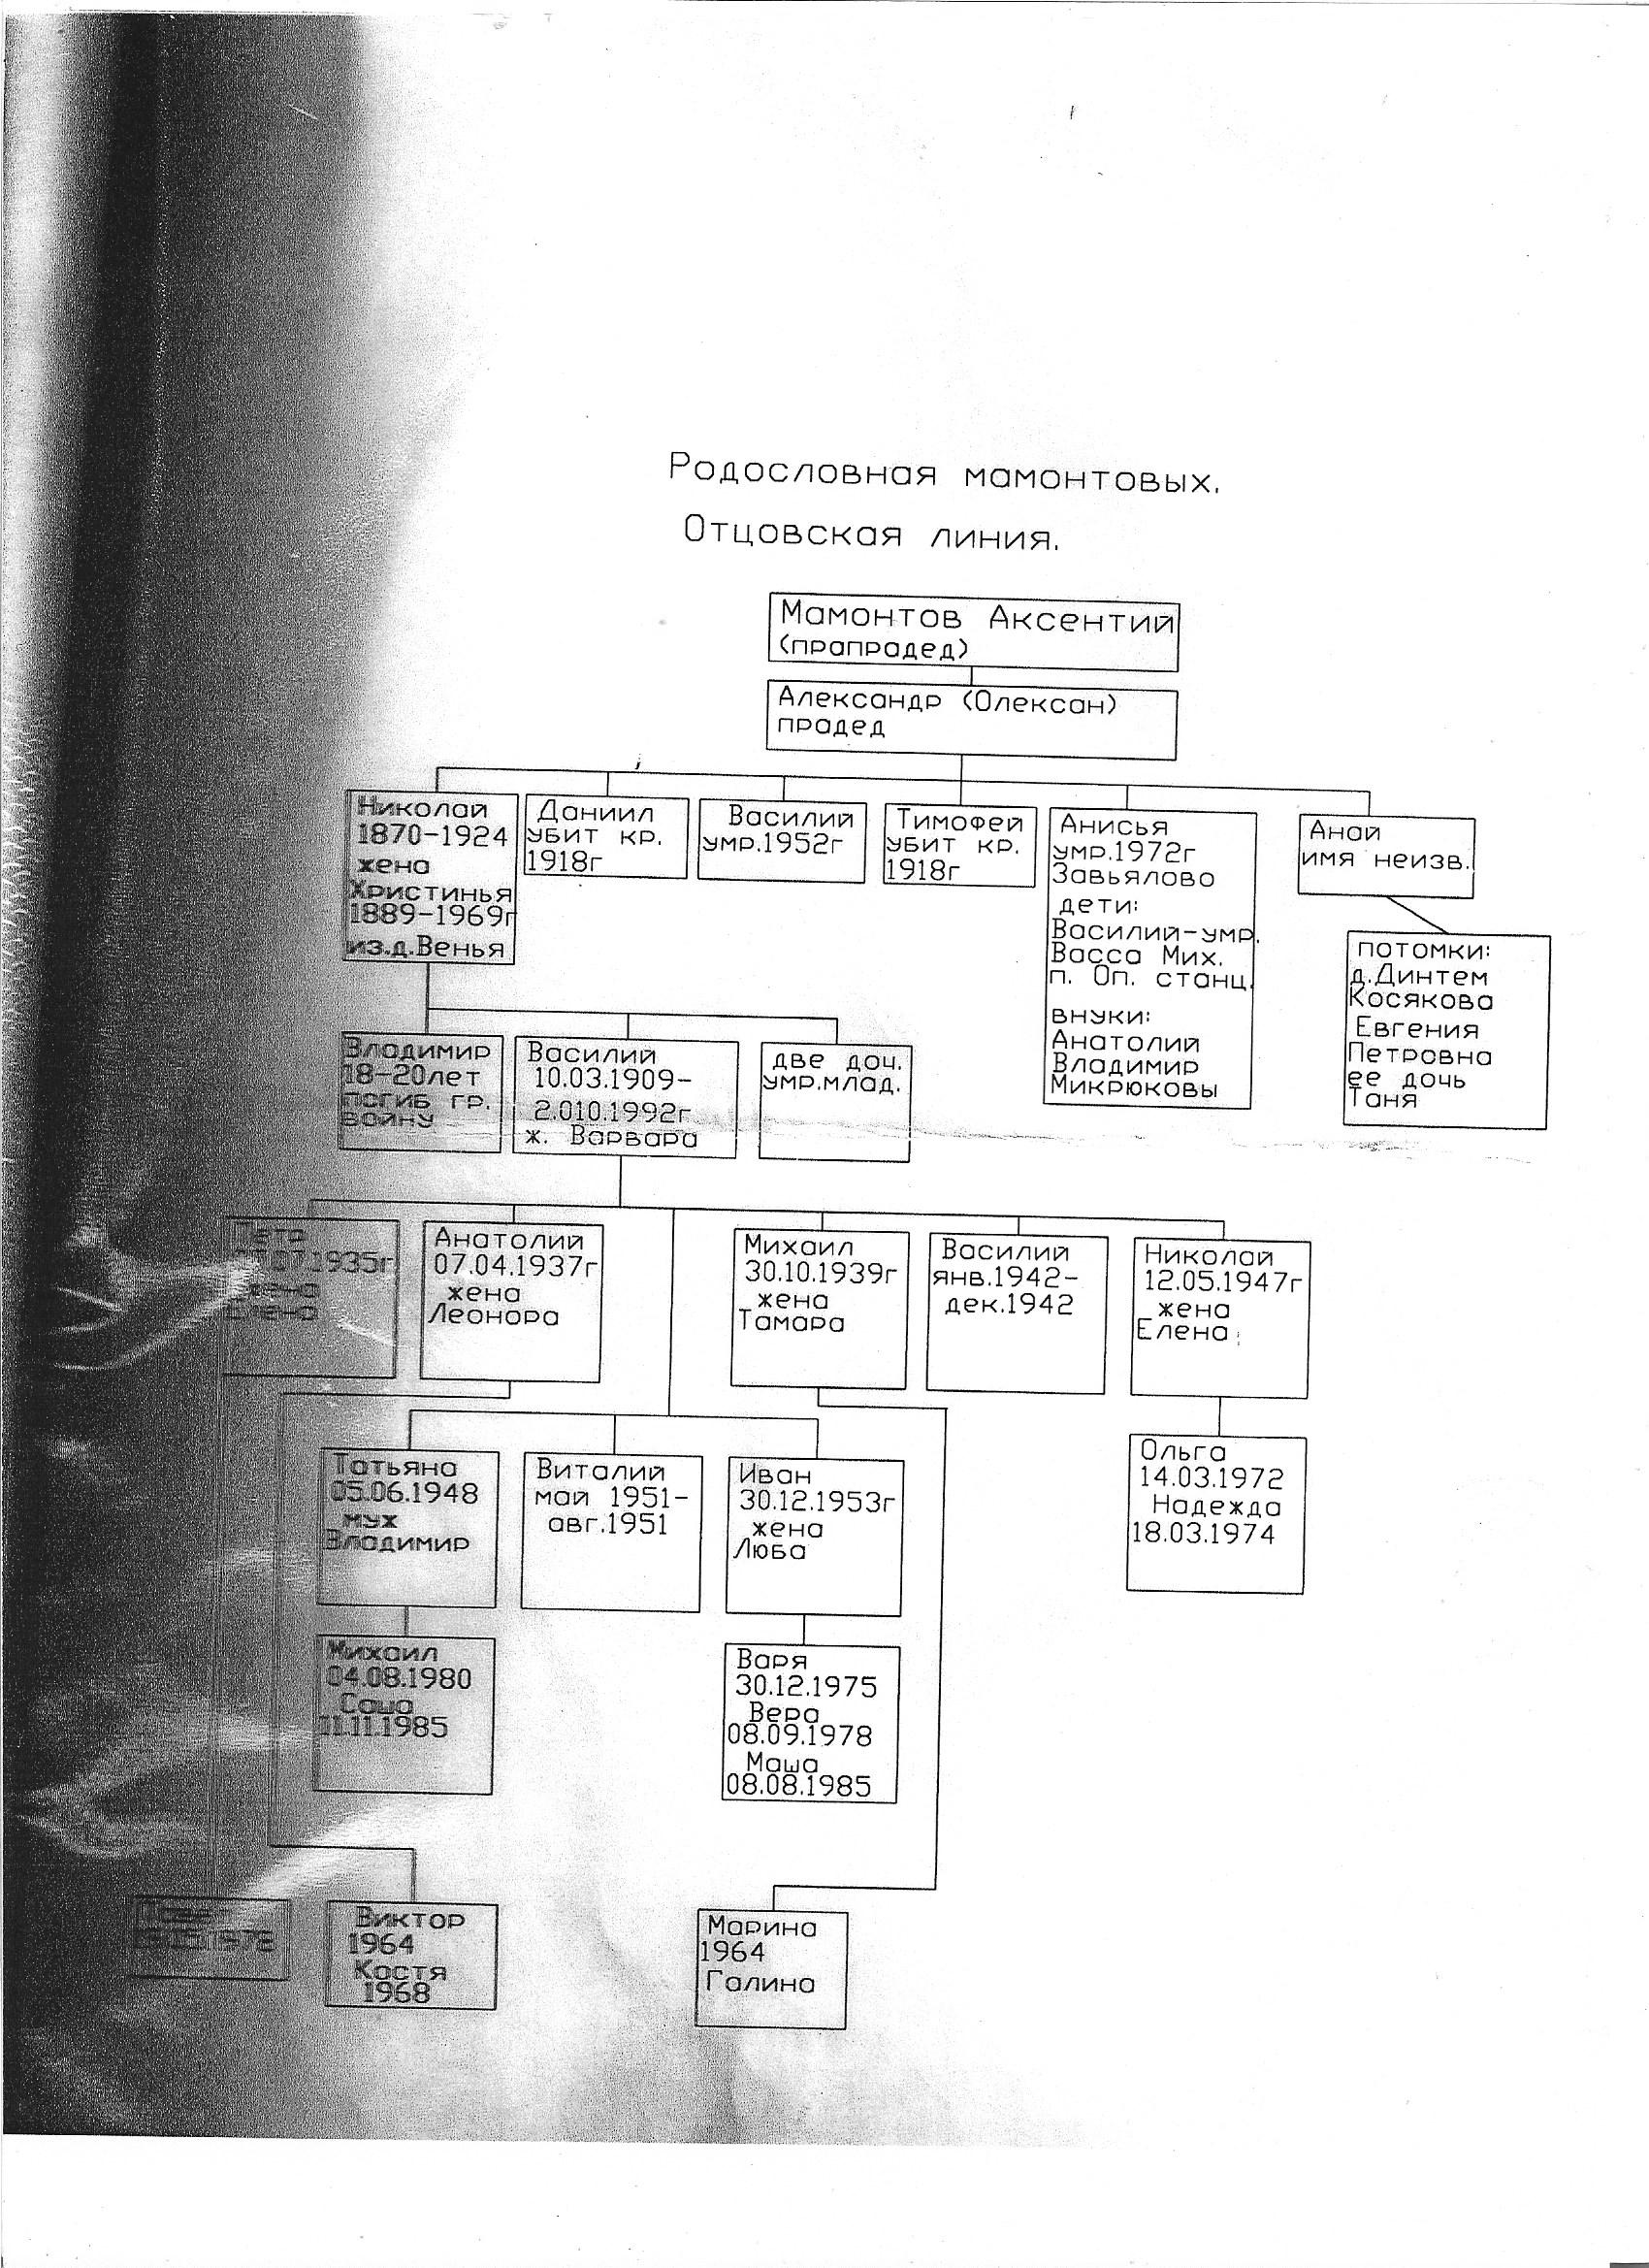 Родословная мамонтовых.
Отцовская линия.
Мамонтов Аксентий
(прапрадед)
Александр (Олексан)
прадед
Николай
1870-1924
жена
Христинья
1889-1969г
из.д.Венья
Даниил
убит кр.
1918г
Василий
умр.1952г
Тимофей
убит кр.
1918г
Анисья
умр.1972г
Завьялово
дети:
Василий-умр.
Васса Мих.
п. Оп. станц.
внуки:
Анатолий
Владимир
Микрюковы
Анай
имя неизв.
потомки:
д.Динтем
Косякова
Евгения
Петровна
ее дочь
Таня
Владимир
18-20лет
погиб гр.
войну
Василий
10.03.1909-
2.010.1992г
ж. Варвара
две доч.
умр.млад.
Петр
1935г
жена
Елена
Анатолий
07.04.1937г
жена
Леонора
Михаил
30.10.1939г
жена
Тамара
Василий
янв.1942-
дек.1942
Николай
12.05.1947г
жена
Елена
Татьяна
05.06.1948
муж
Владимир
Виталий
май 1951-
авг.1951
Иван
30.12.1953г
жена
Люба
Ольга
14.03.1972
Надежда
18.03.1974
Михаил
04.08.1980
Саша
11.11.1985
Варя
30.12.1975
Вера
08.09.1978
Маша
08.08.1985
Виктор
1964
Костя
1968
Марина
1964
Галина